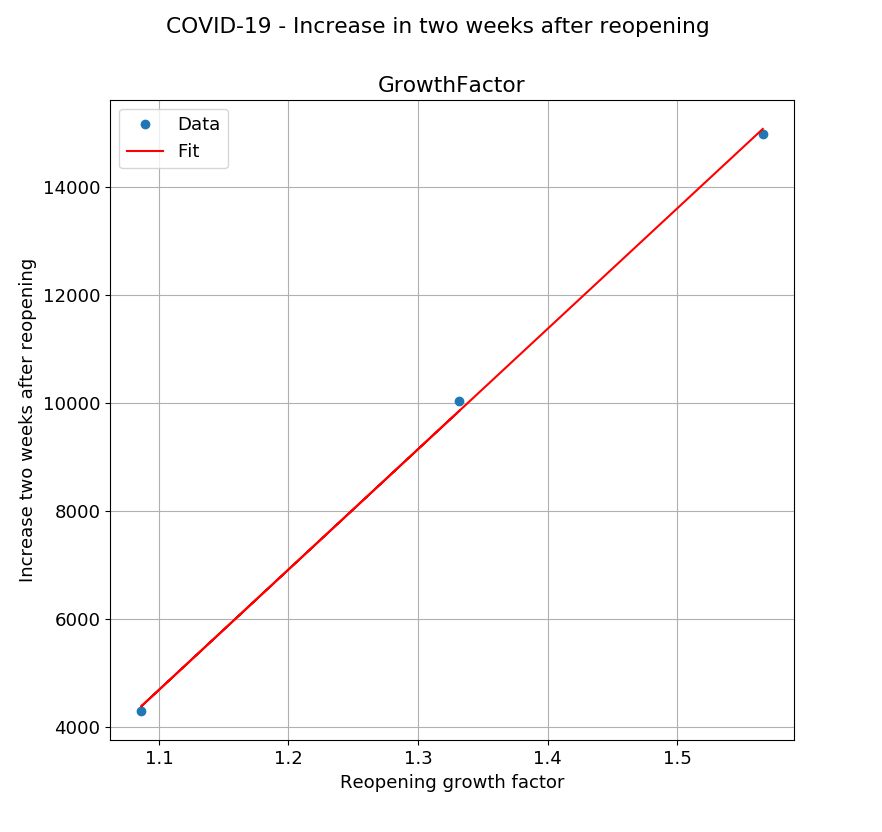 COVID-19 - Increase in two weeks after reopening
GrowthFactor
Data
Fit
14000
12000
10000
8000
6000
4000
Increase two weeks after reopening
1.1 1.2 1.3 1.4 1.5
Reopening growth factor